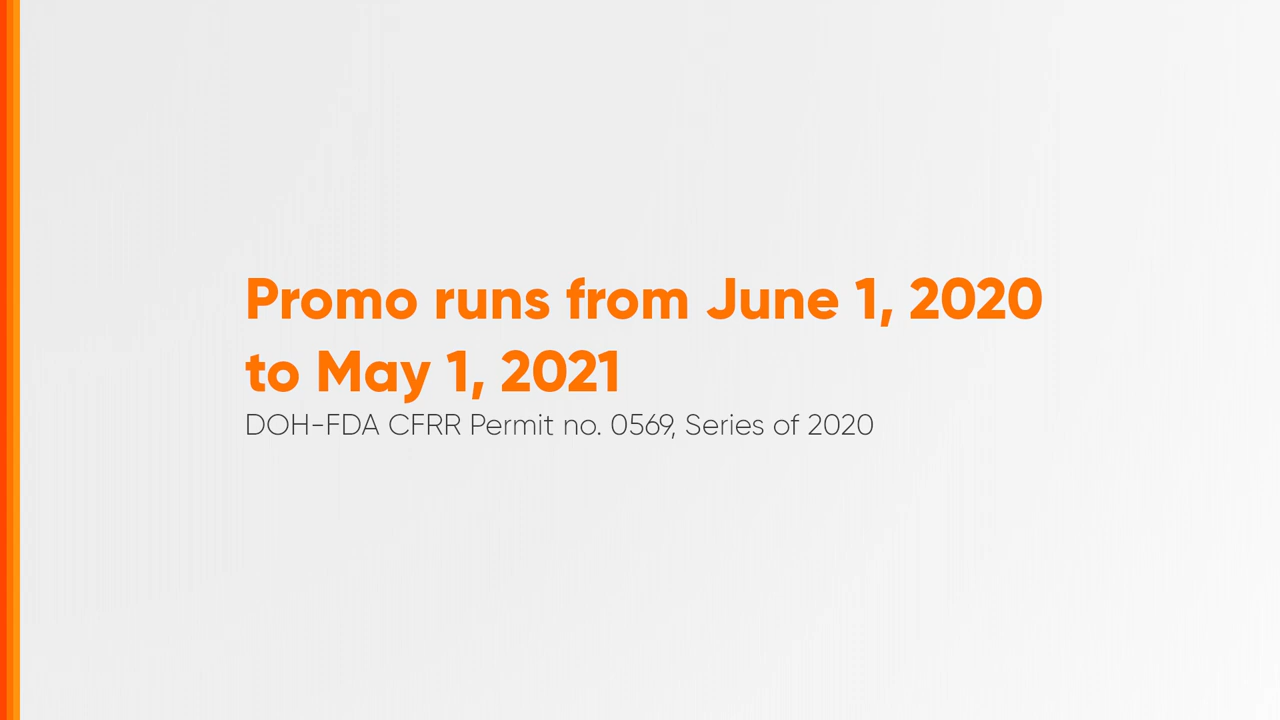 Promo runs from June 1, 2020
to May 1, 2021
DOH-FDA CFRR Permit no. 0569, Series of 2020